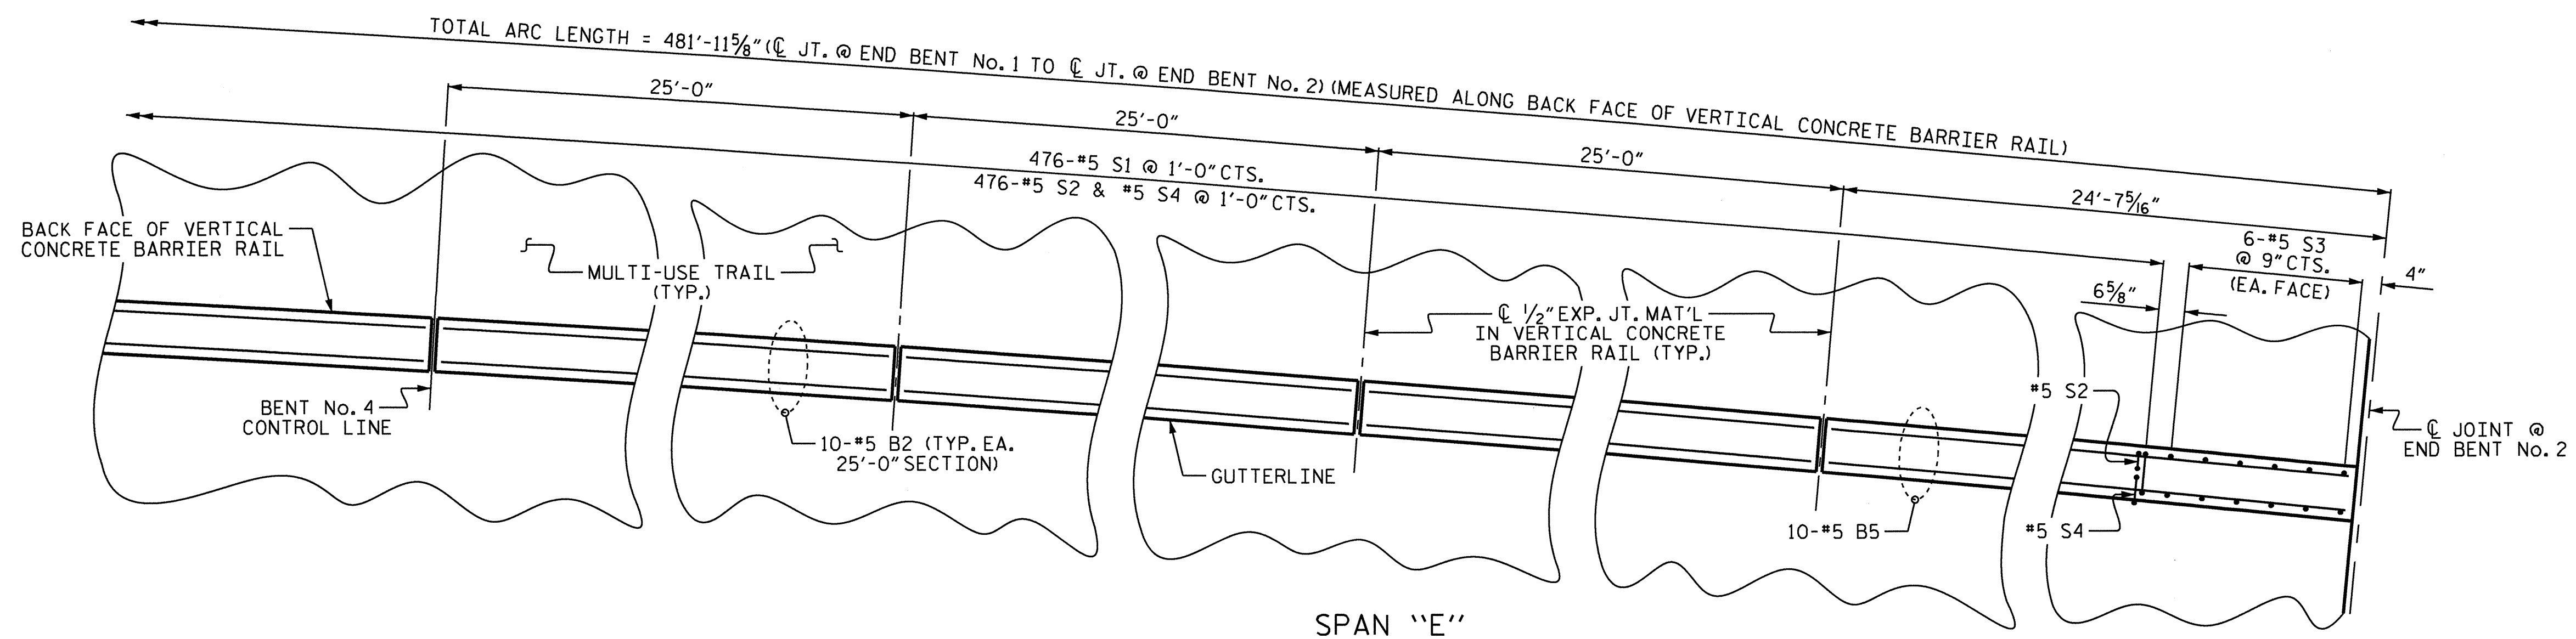 TOTAL ARC LENGTH = 481'-11⅝" (℄ JT. @ END BENT No. 1 TO ℄ JT. @ END BENT No. 2) (MEASURED ALONG BACK FACE OF VERTICAL CONCRETE BARRIER RAIL)
25'-0"
25'-0"
25'-0"
24'-7⁵⁄₁₆"
476-#5 S1 @ 1'-0" CTS.
476-#5 S2 & #5 S4 @ 1'-0" CTS.
6-#5 S3
@ 9" CTS.
(EA. FACE)
4"
6⅝"
BACK FACE OF VERTICAL
CONCRETE BARRIER RAIL
MULTI-USE TRAIL
(TYP.)
℄ ½" EXP. JT. MAT'L
IN VERTICAL CONCRETE
BARRIER RAIL (TYP.)
BENT No. 4
CONTROL LINE
10-#5 B2 (TYP. EA.
25'-0" SECTION)
GUTTERLINE
#5 S2
10-#5 B5
#5 S4
℄ JOINT @
END BENT No. 2
SPAN "E"